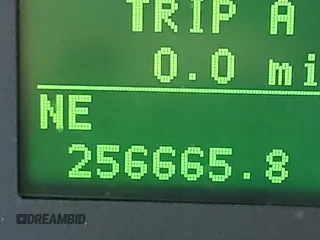 TRIP A
0.0 mi
NE
256665.8
DREAMBID